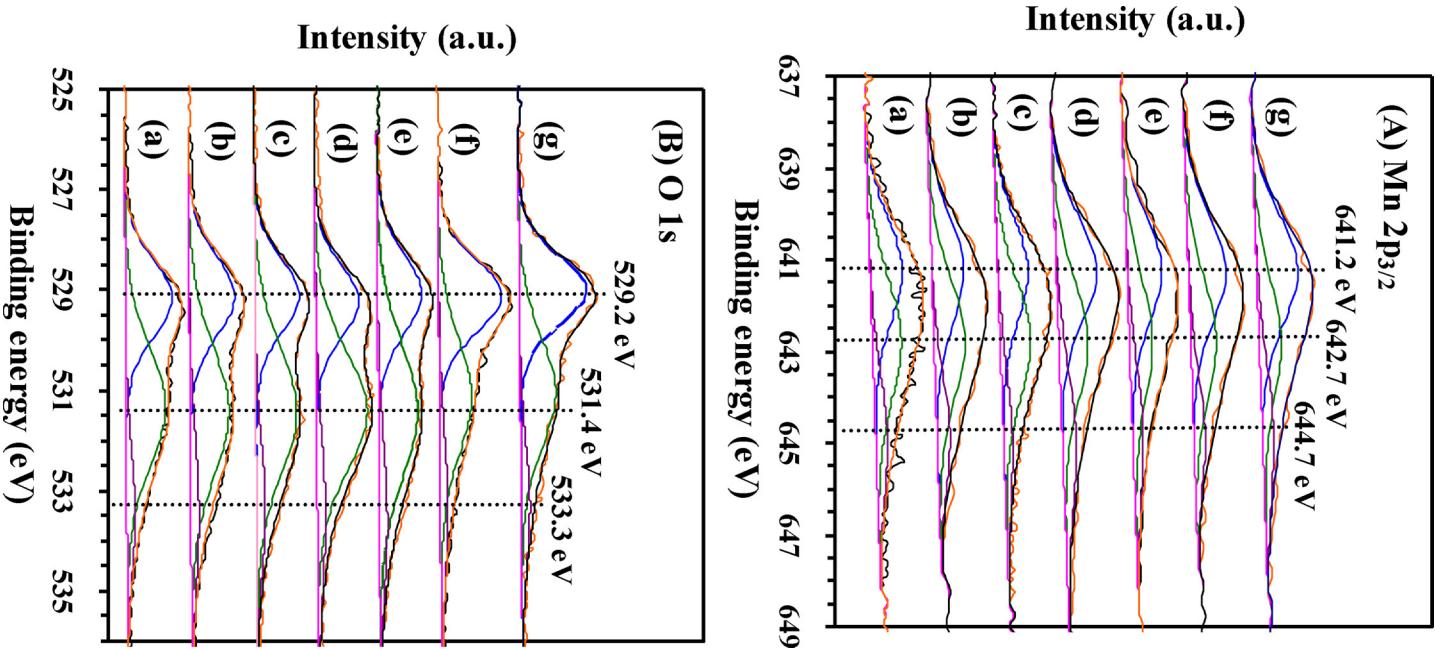 (A) Mn 2p3/2
641.2 eV
642.7 eV
644.7 eV
(g)
(f)
(e)
(d)
(c)
(b)
(a)
Intensity (a.u.)
637 639 641 643 645 647 649
Binding energy (eV)
(B) O 1s
529.2 eV
531.4 eV
533.3 eV
(g)
(f)
(e)
(d)
(c)
(b)
(a)
Intensity (a.u.)
525 527 529 531 533 535
Binding energy (eV)